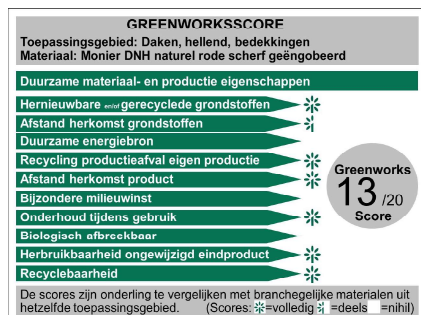 GREENWORKSSCORE
Toepassingsgebied: Daken, hellend, bedekkingen
Materiaal: Monier DNH naturel rode scherf geëngobeerd
Duurzame materiaal- en productie eigenschappen
Hernieuwbare en/of gerecyclede grondstoffen
Afstand herkomst grondstoffen
Duurzame energiebron
Recycling productieafval eigen productie
Afstand herkomst product
Bijzondere milieuwinst
Onderhoud tijdens gebruik
Biologisch afbreekbaar
Herbruikbaarheid ongewijzigd eindproduct
Recyclebaarheid
Greenworks
13 /20
Score
De scores zijn onderling te vergelijken met branchegelijke materialen uit
hetzelfde toepassingsgebied. (Scores: =volledig =deels =nihil)